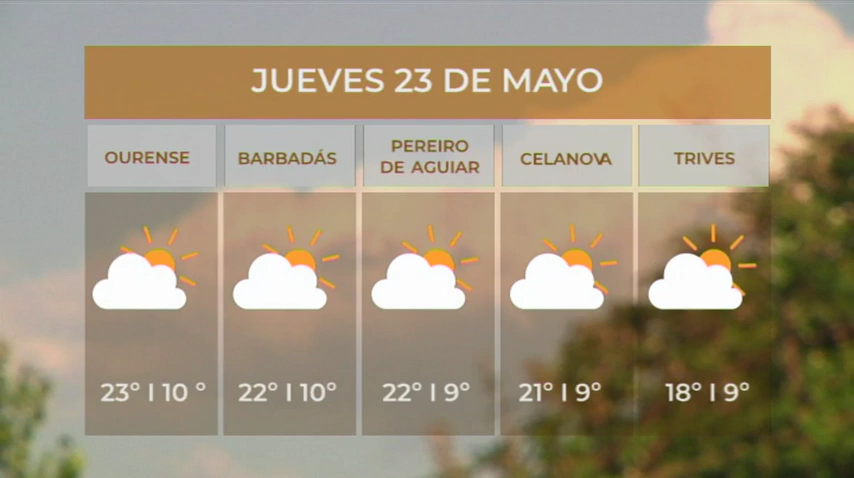 JUEVES 23 DE MAYO
OURENSE
BARBADÁS
PEREIRO
DE AGUIAR
CELANOVA
TRIVES
23° | 10 °
22° | 10°
22° | 9°
21° | 9°
18° | 9°